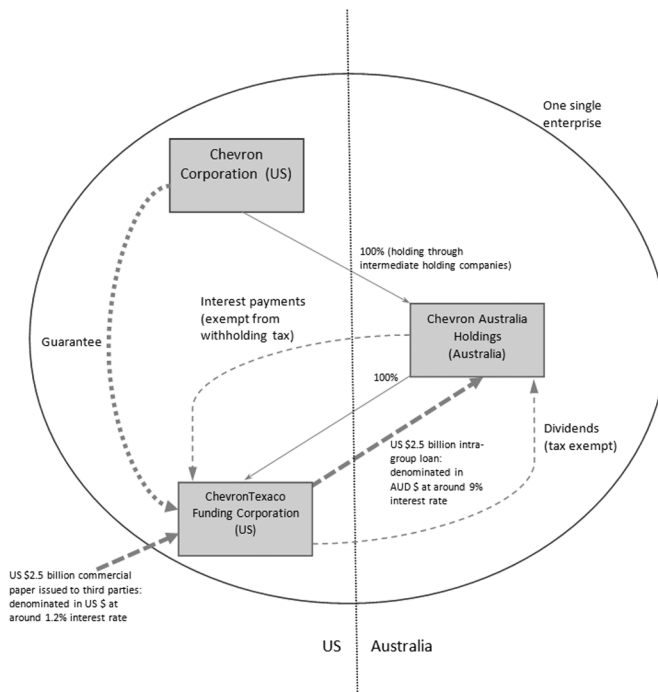 One single
enterprise
Chevron
Corporation (US)
100% (holding through
intermediate holding companies)
Interest payments
(exempt from
withholding tax)
Chevron Australia
Holdings
(Australia)
Guarantee
100%
US $2.5 billion intra-
group loan:
denominated in
AUD $ at around 9%
interest rate
Dividends
(tax exempt)
ChevronTexaco
Funding Corporation
(US)
US $2.5 billion commercial
paper issued to third parties:
denominated in US $ at
around 1.2% interest rate
US
Australia